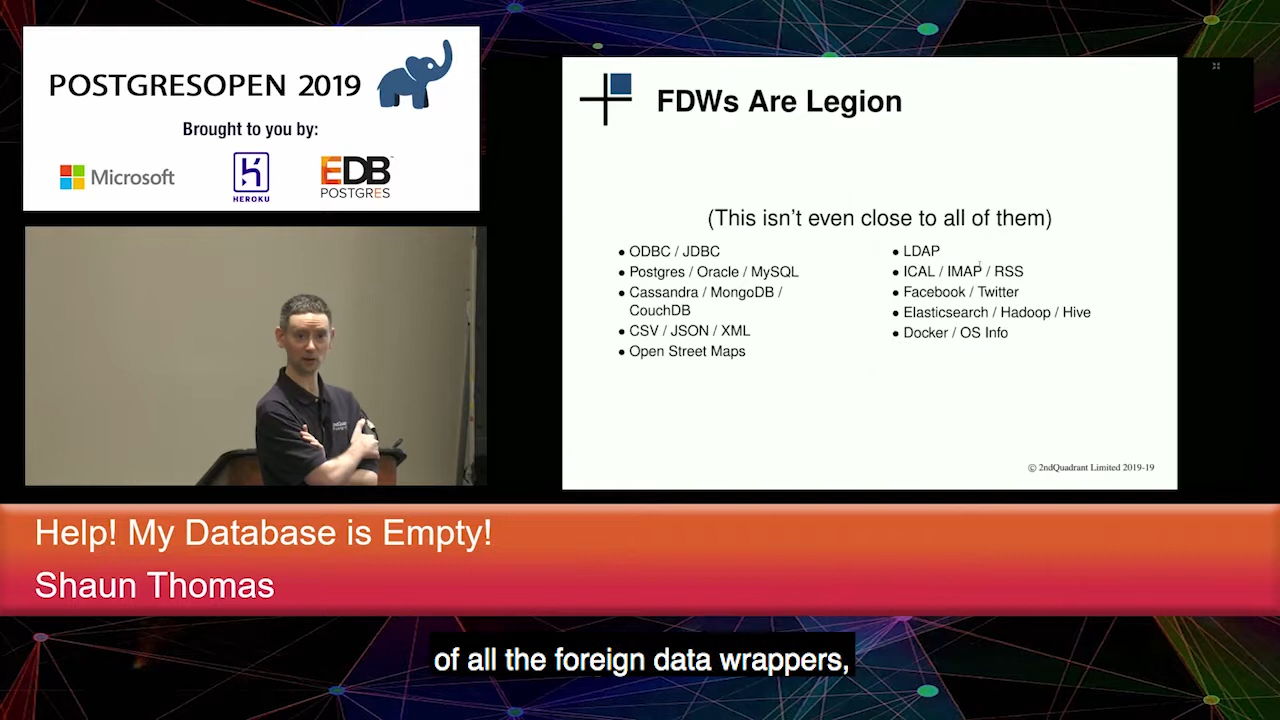 POSTGRESOPEN 2019
Brought to you by:
Microsoft
HEROKU
EDB
POSTGRES
FDWs Are Legion
(This isn't even close to all of them)
• ODBC / JDBC
• Postgres / Oracle / MySQL
• Cassandra / MongoDB /
CouchDB
• CSV / JSON / XML
• Open Street Maps
• LDAP
• ICAL / IMAP / RSS
• Facebook / Twitter
• Elasticsearch / Hadoop / Hive
• Docker / OS Info
© 2ndQuadrant Limited 2019-19
Help! My Database is Empty!
Shaun Thomas
of all the foreign data wrappers,